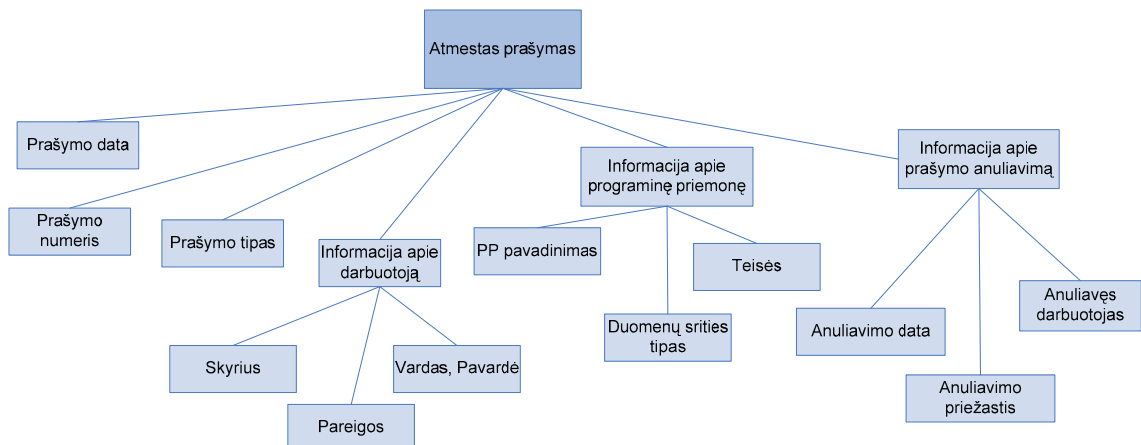 Atmestas prašymas
Prašymo data
Prašymo
numeris
Prašymo tipas
Informacija apie
darbuotoją
Skyrius
Pareigos
Vardas, Pavardė
Informacija apie
programinę priemonę
PP pavadinimas
Duomenų srities
tipas
Teisės
Informacija apie
prašymo anuliavimą
Anuliavimo data
Anuliavimo
priežastis
Anuliavęs
darbuotojas